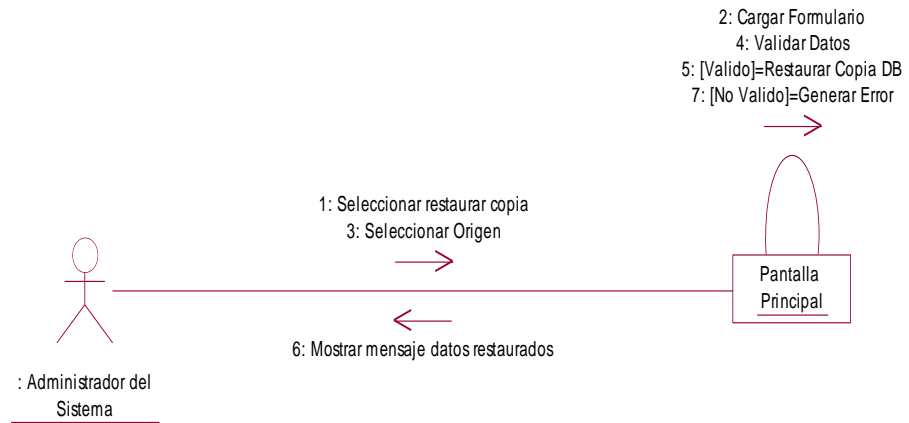 2: Cargar Formulario
4: Validar Datos
5: [Valido]=Restaurar Copia DB
7: [No Valido]=Generar Error
1: Seleccionar restaurar copia
3: Seleccionar Origen
Pantalla
Principal
6: Mostrar mensaje datos restaurados
: Administrador del
Sistema